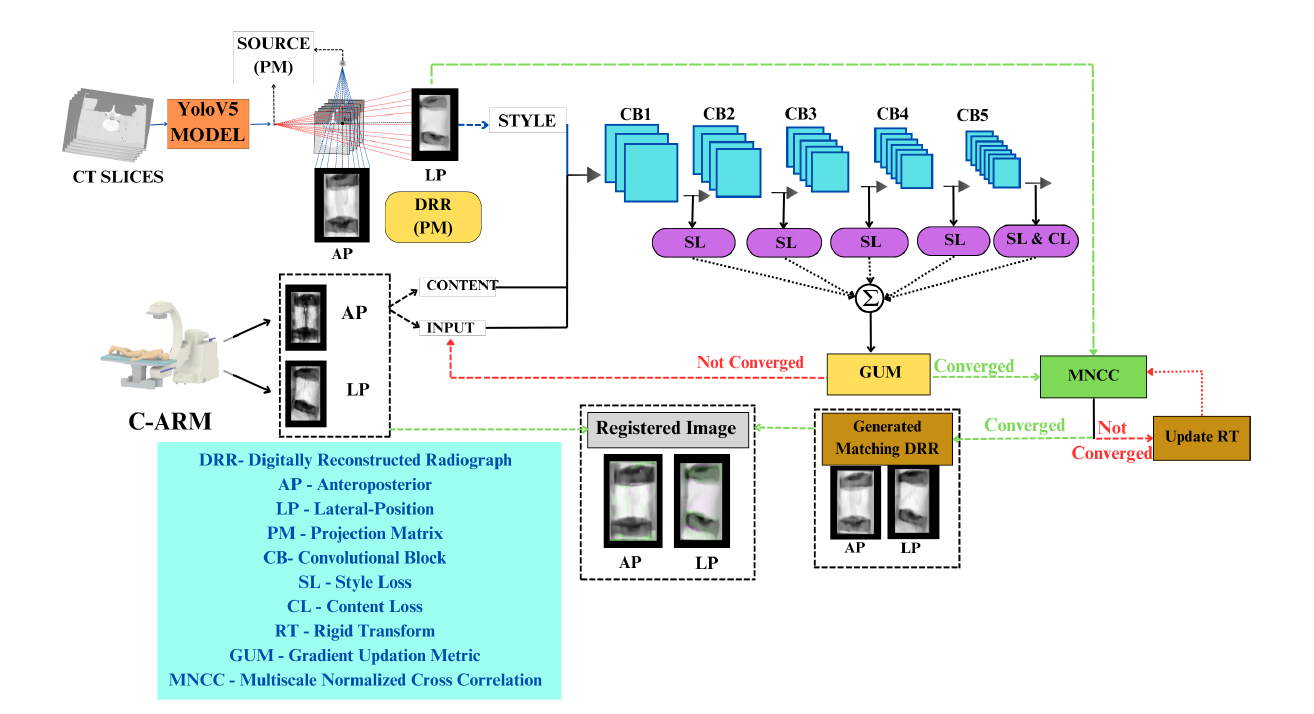 SOURCE
(PM)
YoloV5
MODEL
CT SLICES
LP
AP
DRR
(PM)
STYLE
CONTENT
INPUT
CB1
CB2
CB3
CB4
CB5
SL
SL
SL
SL
SL & CL
Σ
C-ARM
AP
LP
Not Converged
GUM
Converged
MNCC
Converged
Not
Converged
Update RT
Registered Image
AP
LP
Generated
Matching DRR
AP
LP
DRR- Digitally Reconstructed Radiograph
AP - Anteroposterior
LP - Lateral-Position
PM - Projection Matrix
CB- Convolutional Block
SL - Style Loss
CL - Content Loss
RT - Rigid Transform
GUM - Gradient Updation Metric
MNCC - Multiscale Normalized Cross Correlation